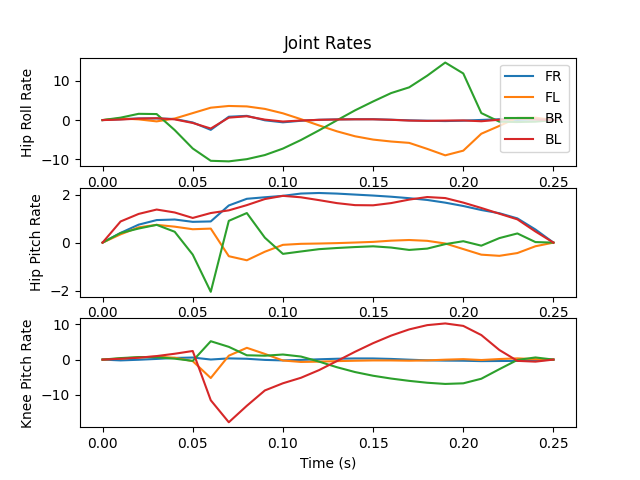 Joint Rates
Hip Roll Rate
10
0
−10
FR
FL
BR
BL
0.00 0.05 0.10 0.15 0.20 0.25
Hip Pitch Rate
2
0
−2
0.00 0.05 0.10 0.15 0.20 0.25
Knee Pitch Rate
10
0
−10
0.00 0.05 0.10 0.15 0.20 0.25
Time (s)